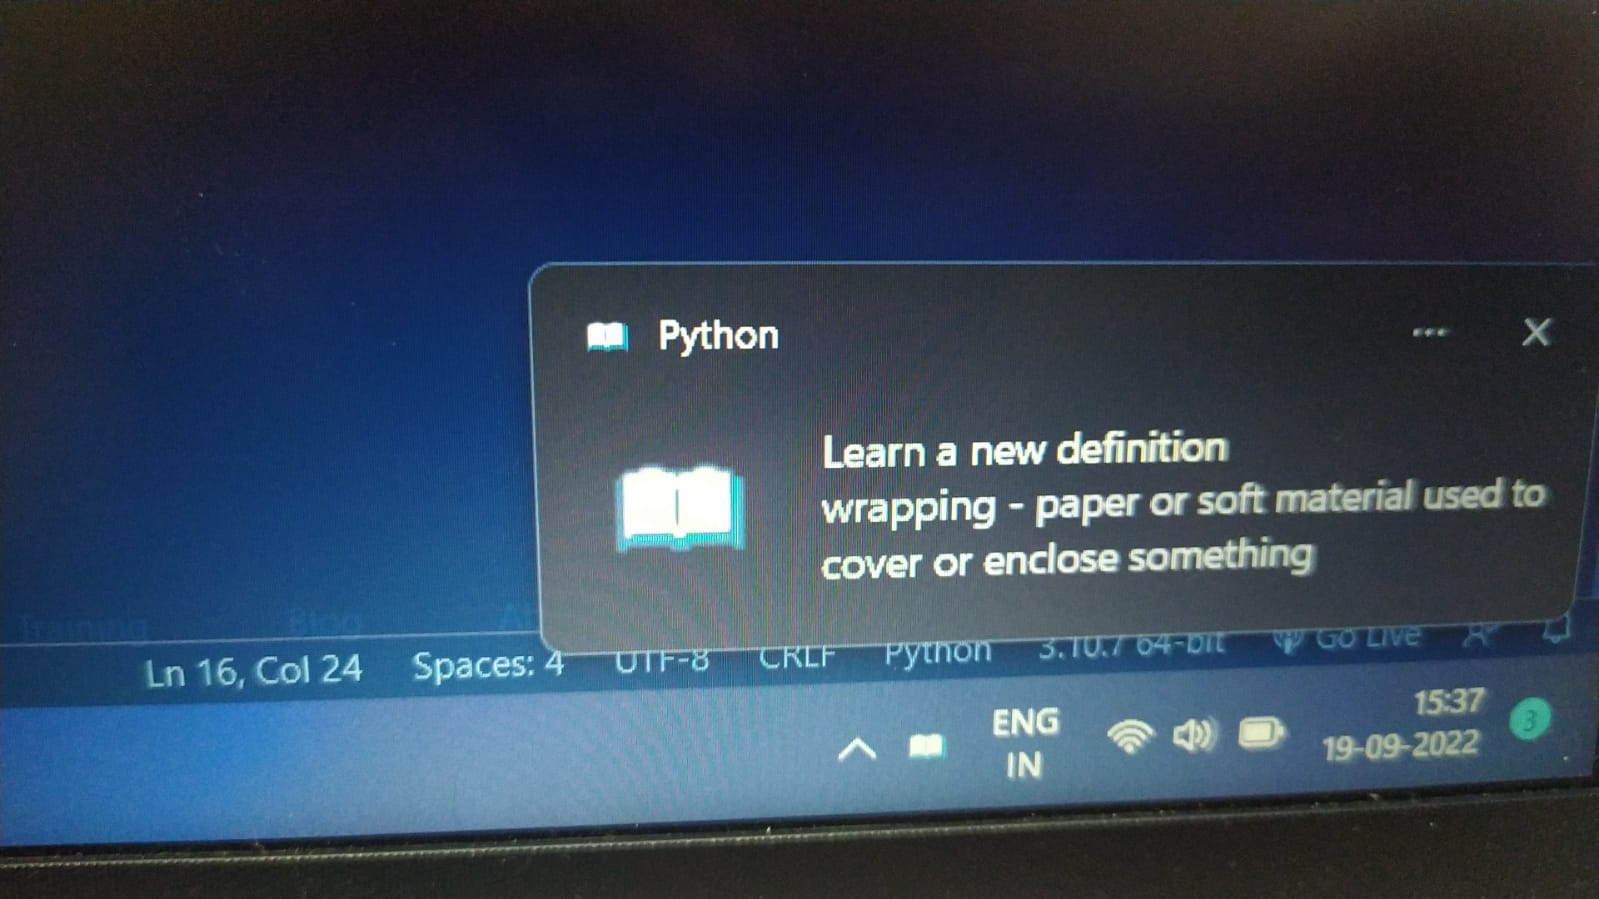 Python
Learn a new definition
wrapping - paper or soft material used to
cover or enclose something
Training Blog
Ln 16, Col 24 Spaces: 4 UTF-8 CRLF Python 3.10.7 64-bit Go Live
ENG
IN
15:37
19-09-2022
3